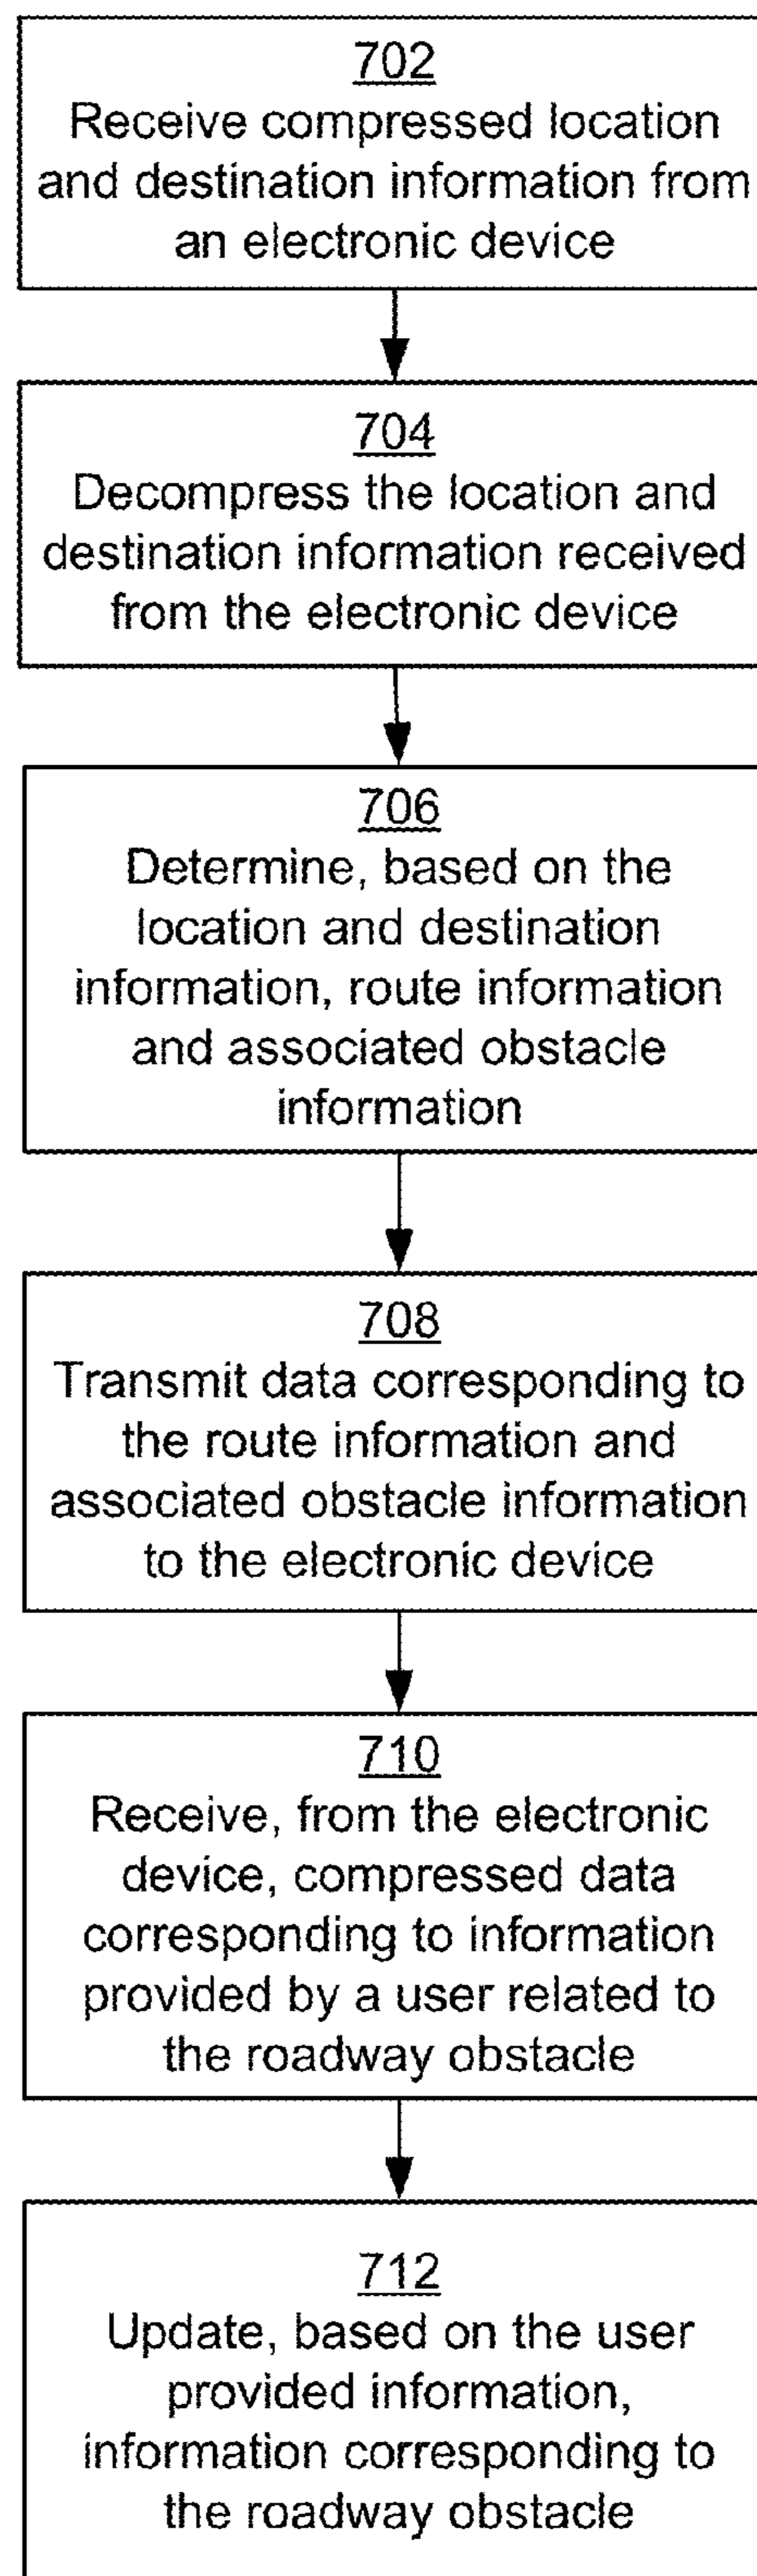 702
Receive compressed location
and destination information from
an electronic device
704
Decompress the location and
destination information received
from the electronic device
706
Determine, based on the
location and destination
information, route information
and associated obstacle
information
708
Transmit data corresponding to
the route information and
associated obstacle information
to the electronic device
710
Receive, from the electronic
device, compressed data
corresponding to information
provided by a user related to
the roadway obstacle
712
Update, based on the user
provided information,
information corresponding to
the roadway obstacle